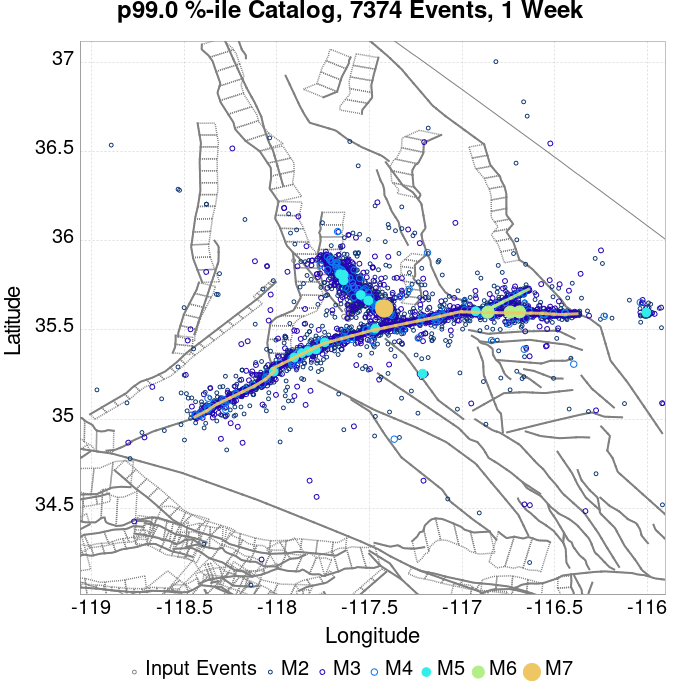 p99.0 %-ile Catalog, 7374 Events, 1 Week
37
36.5
36
35.5
35
34.5
Latitude
-119 -118.5 -118 -117.5 -117 -116.5 -116
Longitude
Input Events M2 M3 M4 M5 M6 M7